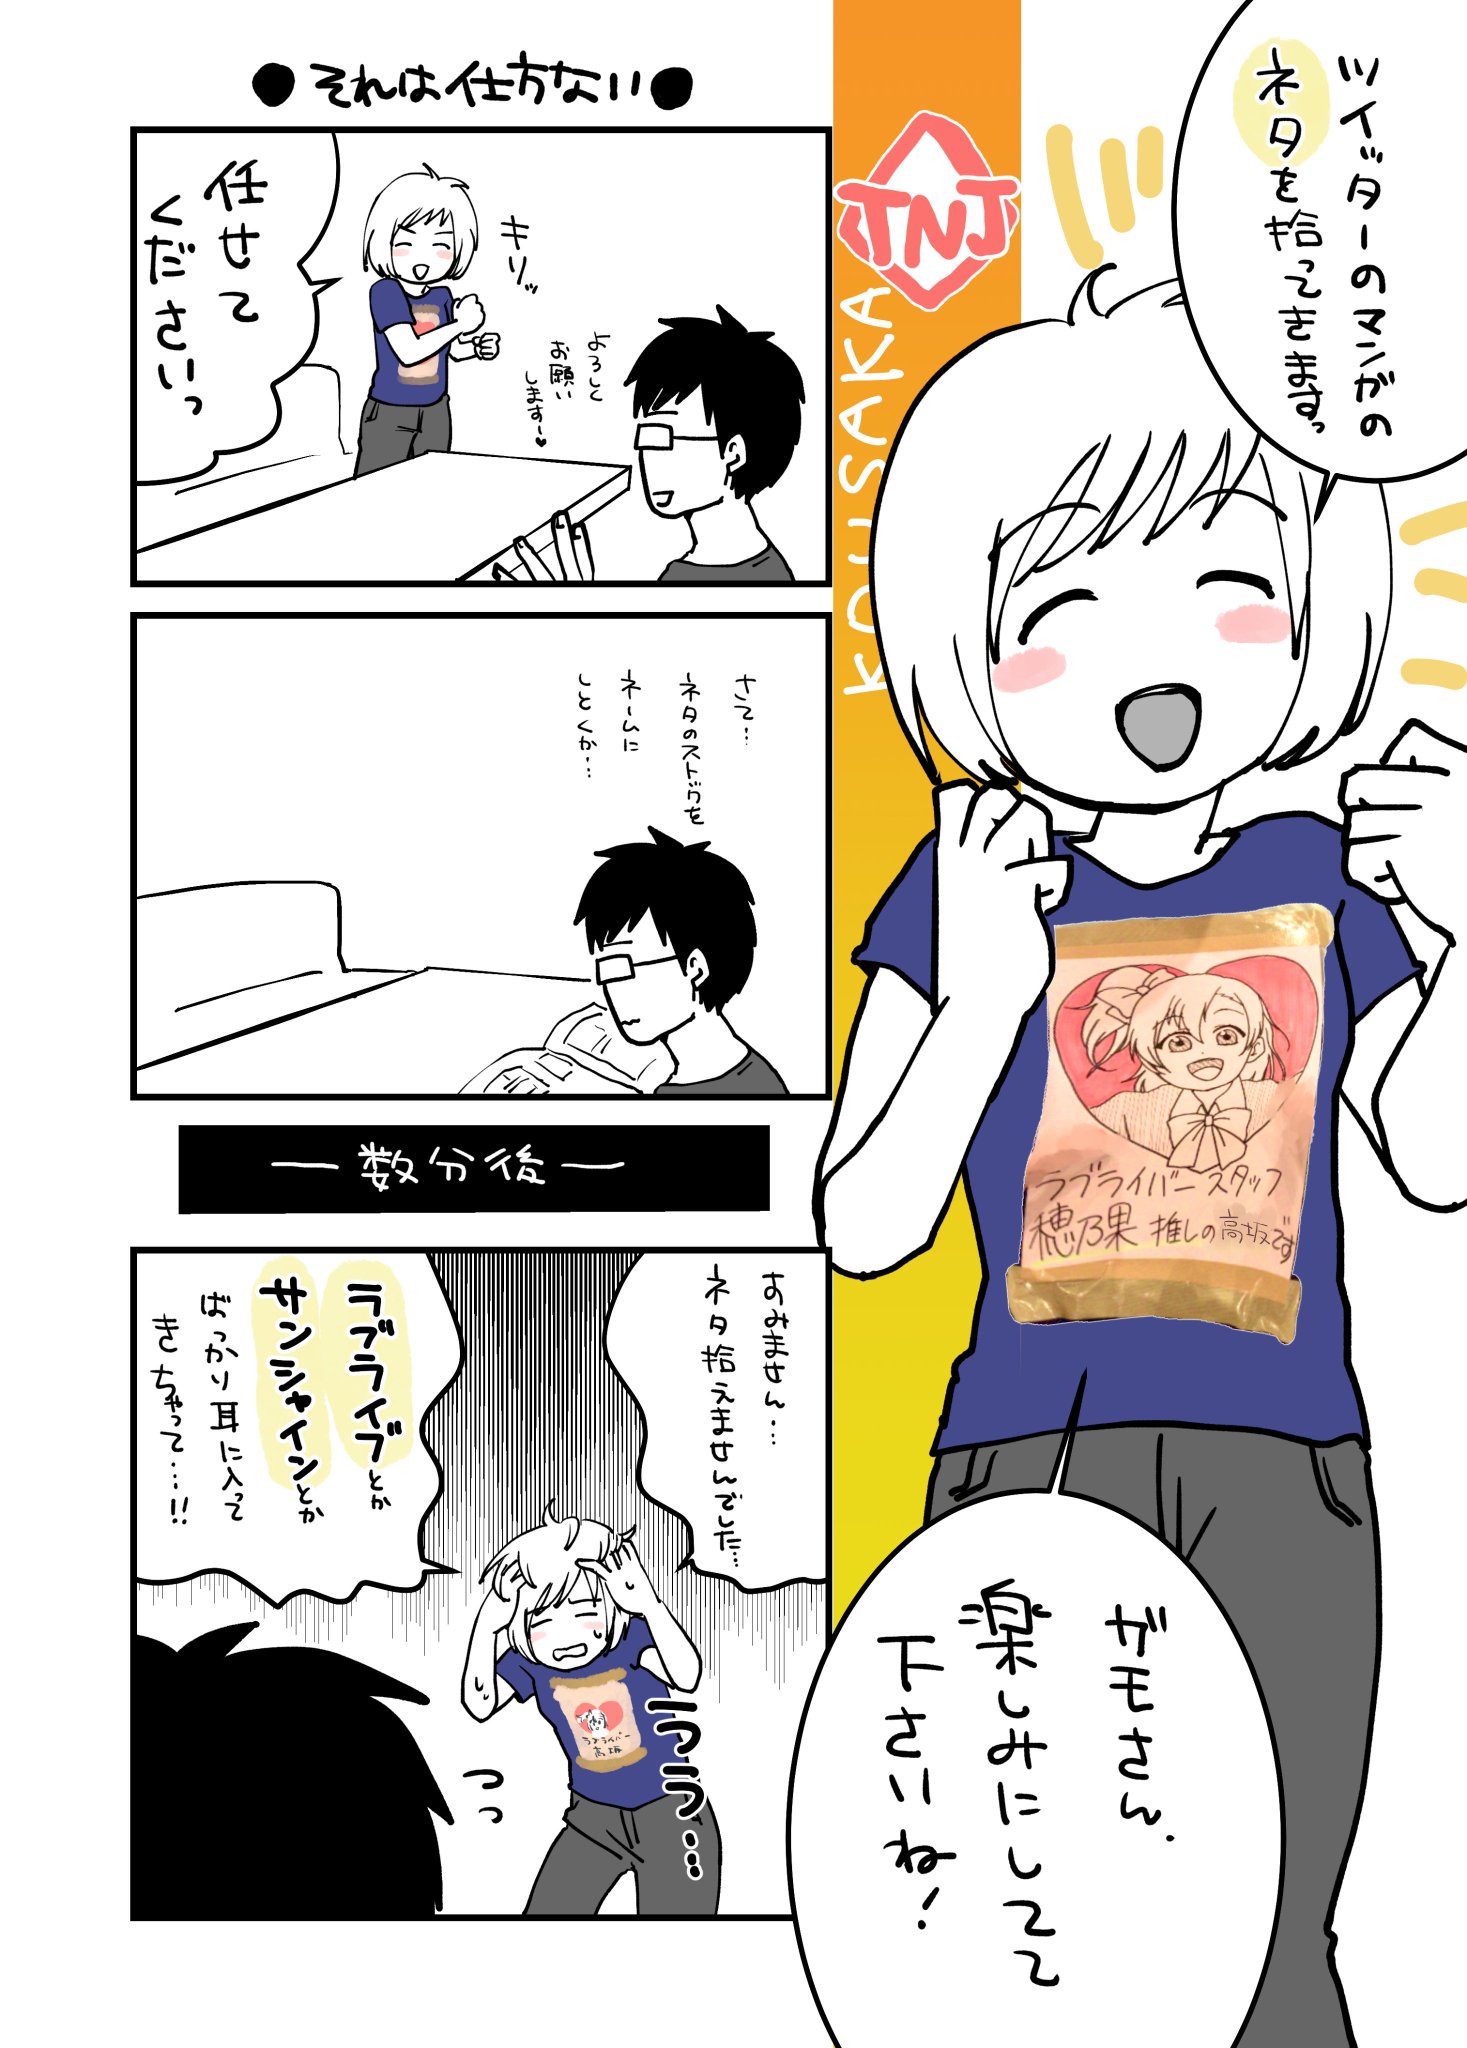 ツイッターのマンガの
ネタを拾ってきますっ
TNJ
KOUSAKA
ラブライバースタッフ
穂乃果 推しの高坂です
ガモさん、
楽しみにしてて
下さいね!
●それは仕方ない●
任せて
くださいっ
キリッ
よろしく
お願い
します〜♥
さて…
ネタのストックを
ネームに
しとくか…
―数分後―
すみません…
ネタ拾えませんでした…
ラブライブとか
サンシャインとか
ばっかり耳に入って
きちゃって…!!
ううう…
ラブライバー
高坂